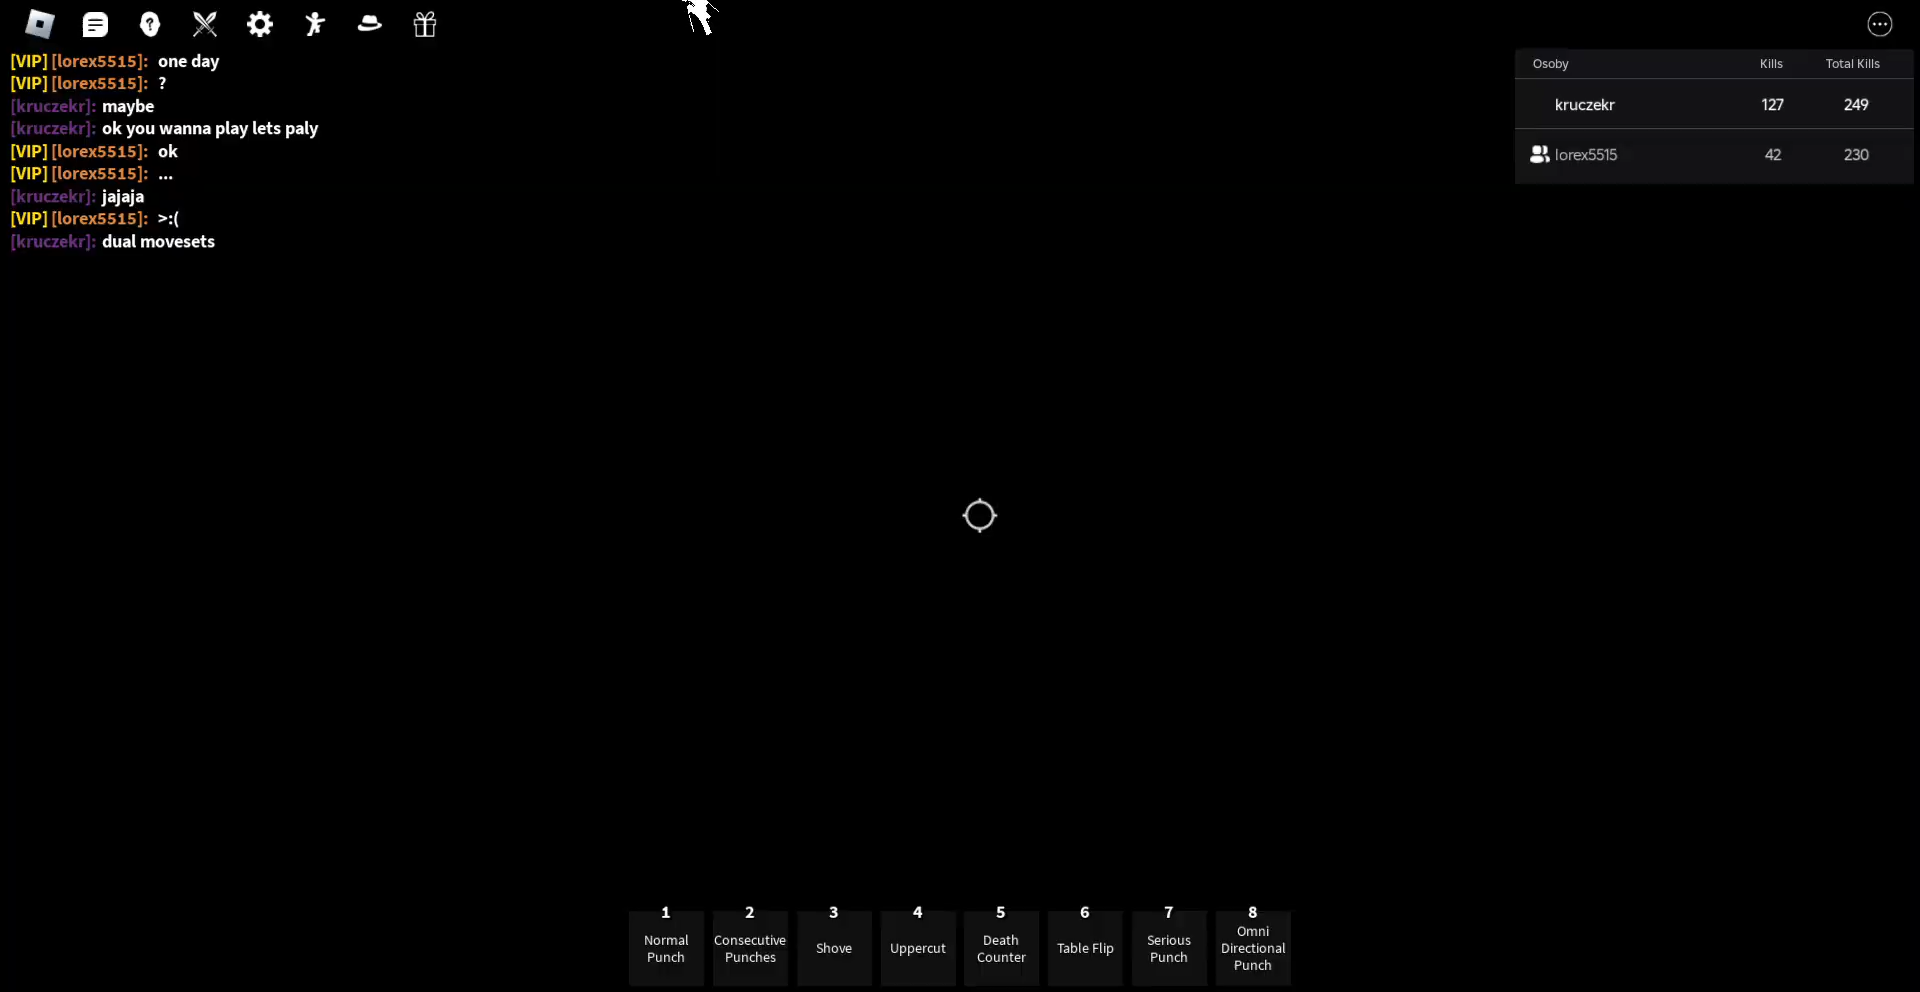 [VIP] [lorex5515]: one day
[VIP] [lorex5515]: ?
[kruczekr]: maybe
[kruczekr]: ok you wanna play lets paly
[VIP] [lorex5515]: ok
[VIP] [lorex5515]: ...
[kruczekr]: jajaja
[VIP] [lorex5515]: >:(
[kruczekr]: dual movesets
Osoby Kills Total Kills
kruczekr 127 249
lorex5515 42 230
1
Normal
Punch
2
Consecutive
Punches
3
Shove
4
Uppercut
5
Death
Counter
6
Table Flip
7
Serious
Punch
8
Omni
Directional
Punch